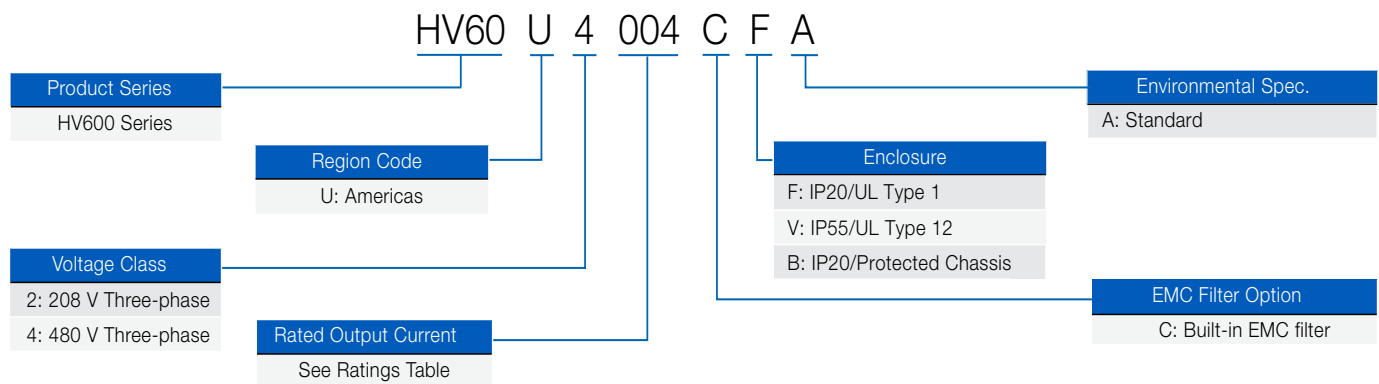 HV60 U 4 004 C F A
Product Series
HV600 Series
Region Code
U: Americas
Voltage Class
2: 208 V Three-phase
4: 480 V Three-phase
Rated Output Current
See Ratings Table
Environmental Spec.
A: Standard
Enclosure
F: IP20/UL Type 1
V: IP55/UL Type 12
B: IP20/Protected Chassis
EMC Filter Option
C: Built-in EMC filter